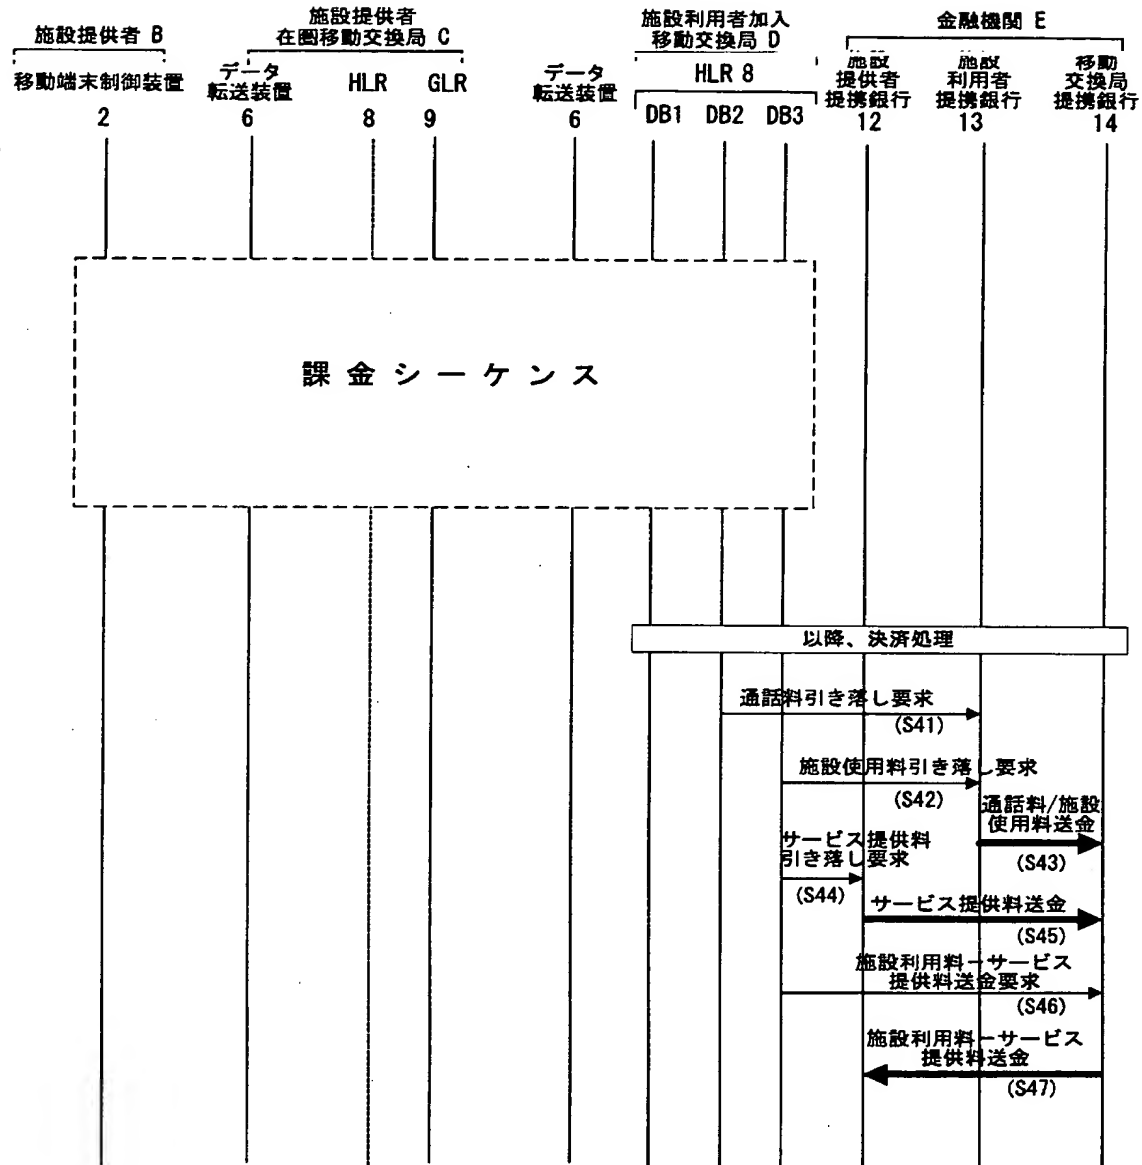 施設提供者 B
施設提供者
在圏移動交換局 C
施設利用者加入
移動交換局 D
金融機関 E
移動端末制御装置
2
データ
転送装置
6
HLR
8
GLR
9
データ
転送装置
6
HLR 8
DB1
DB2
DB3
施設
提供者
提携銀行
12
施設
利用者
提携銀行
13
移動
交換局
提携銀行
14
課金シーケンス
以降、決済処理
通話料引き落し要求
(S41)
施設使用料引き落し要求
(S42)
通話料/施設
使用料送金
(S43)
サービス提供料
引き落し要求
(S44)
サービス提供料送金
(S45)
施設利用料－サービス
提供料送金要求
(S46)
施設利用料－サービス
提供料送金
(S47)